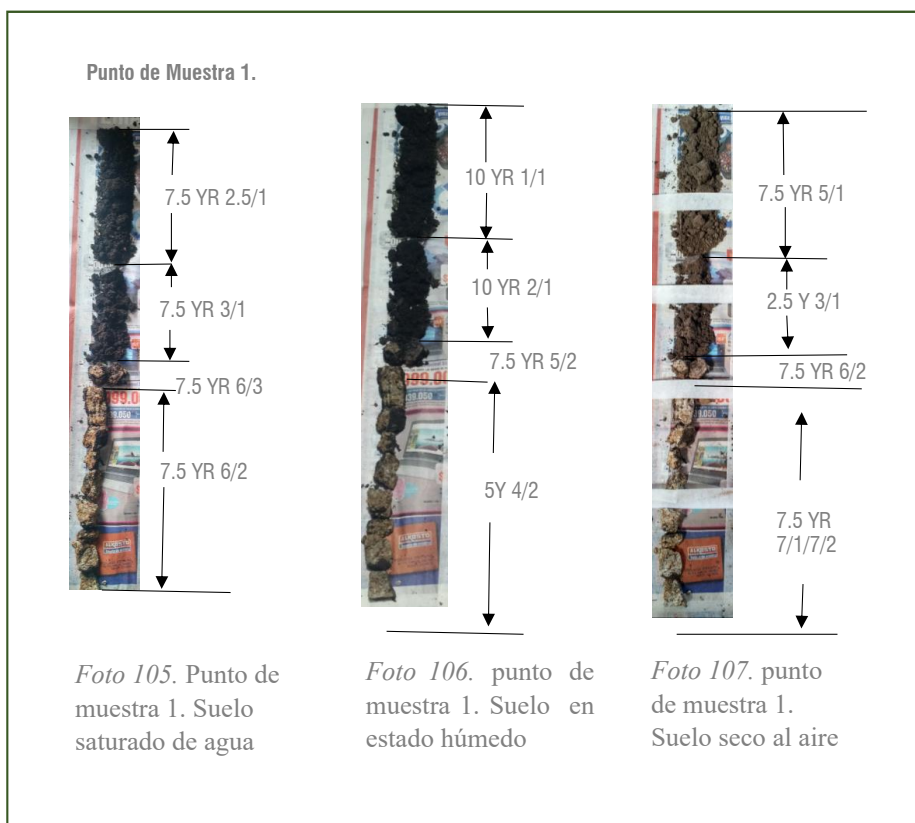 Punto de Muestra 1.
7.5 YR 2.5/1
7.5 YR 3/1
7.5 YR 6/3
7.5 YR 6/2
10 YR 1/1
10 YR 2/1
7.5 YR 5/2
5Y 4/2
7.5 YR 5/1
2.5 Y 3/1
7.5 YR 6/2
7.5 YR
7/1/7/2
Foto 105. Punto de
muestra 1. Suelo
saturado de agua
Foto 106. punto de
muestra 1. Suelo en
estado húmedo
Foto 107. punto
de muestra 1.
Suelo seco al aire